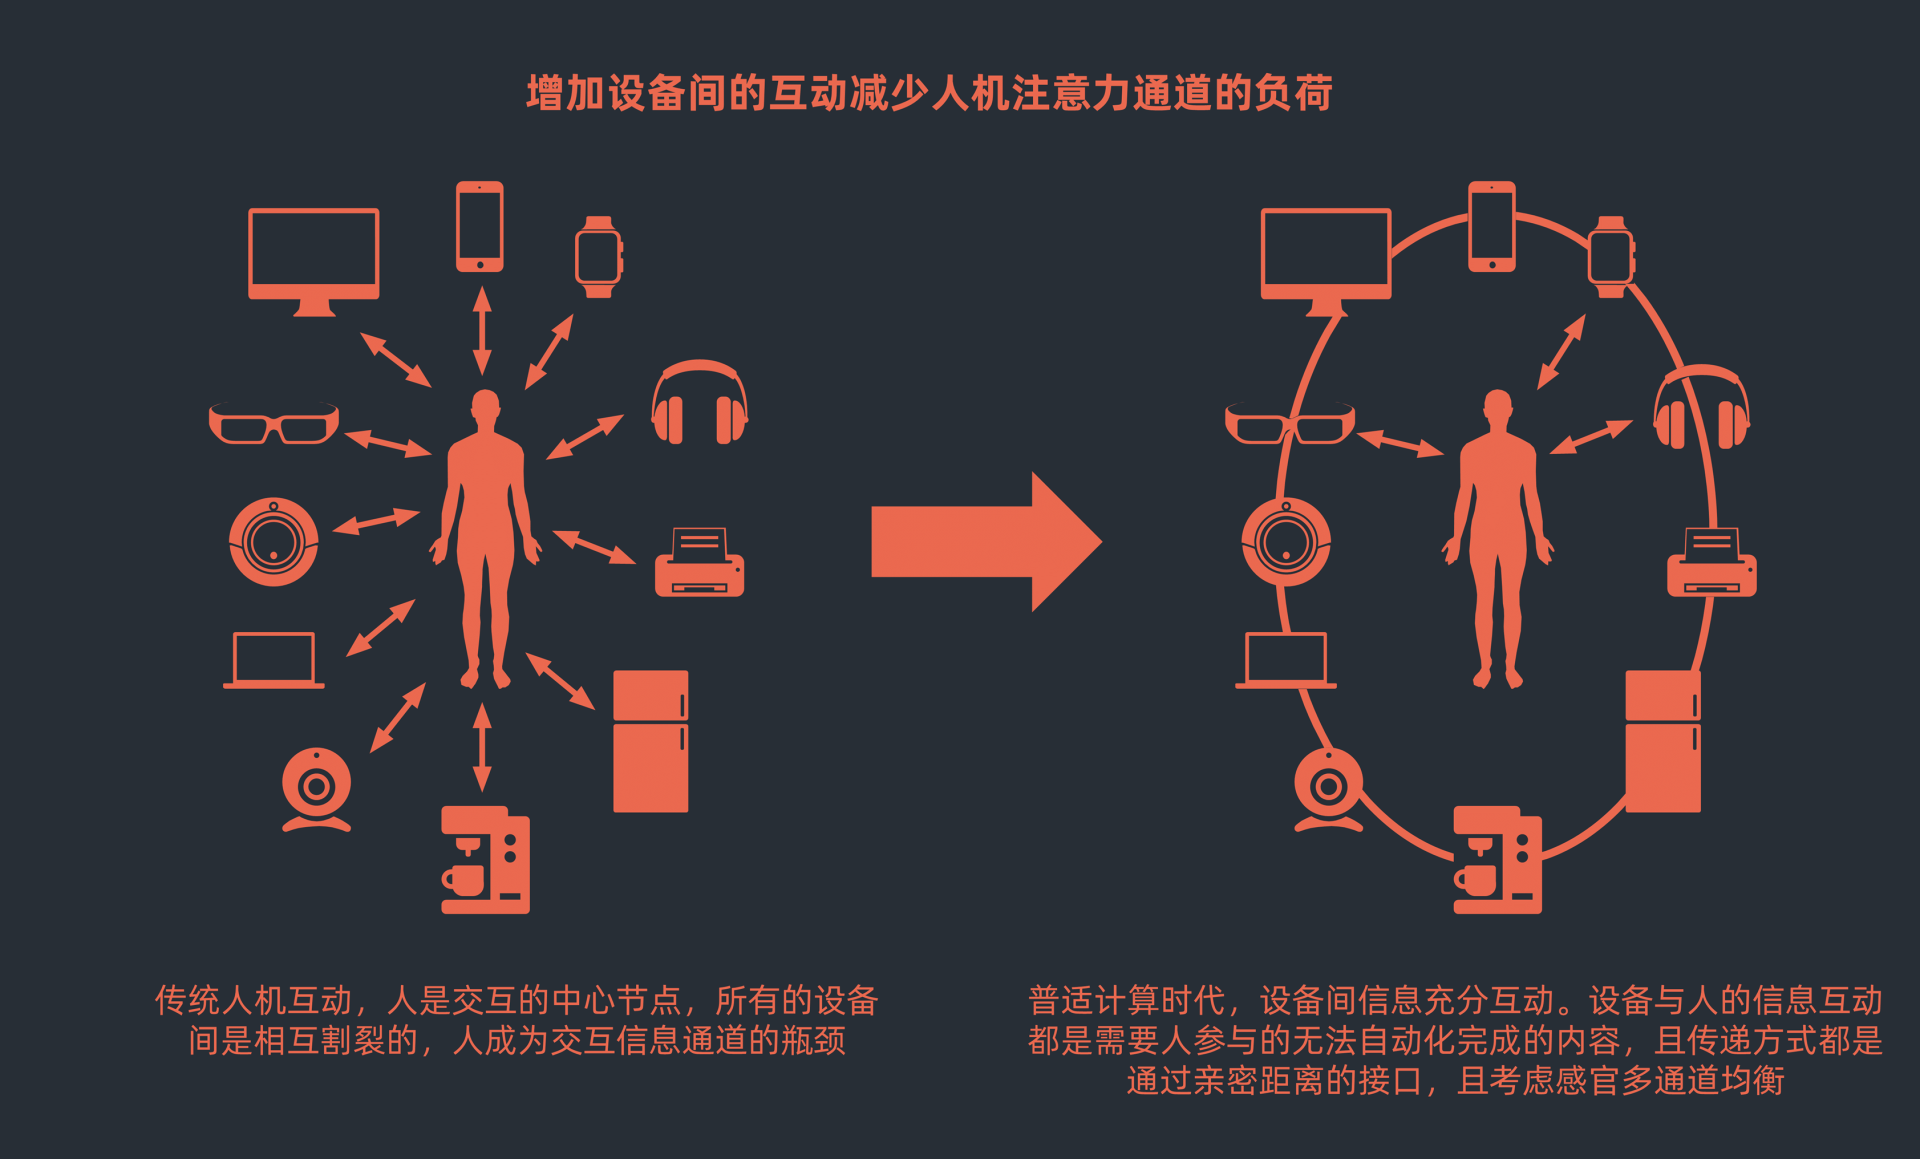 增加设备间的互动减少人机注意力通道的负荷
传统人机互动，人是交互的中心节点，所有的设备
间是相互割裂的，人成为交互信息通道的瓶颈
普适计算时代，设备间信息充分互动。设备与人的信息互动
都是需要人参与的无法自动化完成的内容，且传递方式都是
通过亲密距离的接口，且考虑感官多通道均衡